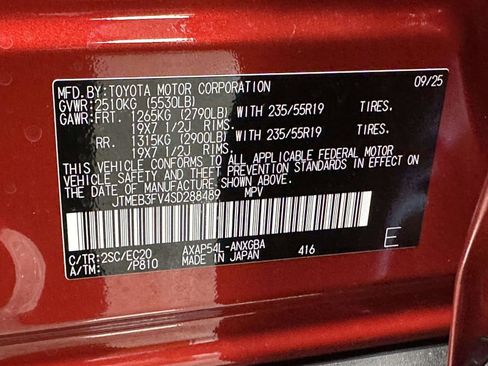 MFD.BY:TOYOTA MOTOR CORPORATION 09/25
GVWR:2510KG (5530LB)
GAWR:FRT. 1265KG (2790LB) WITH 235/55R19 TIRES.
19X7 1/2J RIMS.
RR. 1315KG (2900LB) WITH 235/55R19 TIRES.
19X7 1/2J RIMS.
THIS VEHICLE CONFORMS TO ALL APPLICABLE FEDERAL MOTOR
VEHICLE SAFETY AND THEFT PREVENTION STANDARDS IN EFFECT ON
THE DATE OF MANUFACTURE SHOWN ABOVE.
JTMEB3FV4SD288489 MPV
C/TR:2SC/EC20 AXAP54L-ANXGBA 416
A/TM: /P810 MADE IN JAPAN
E